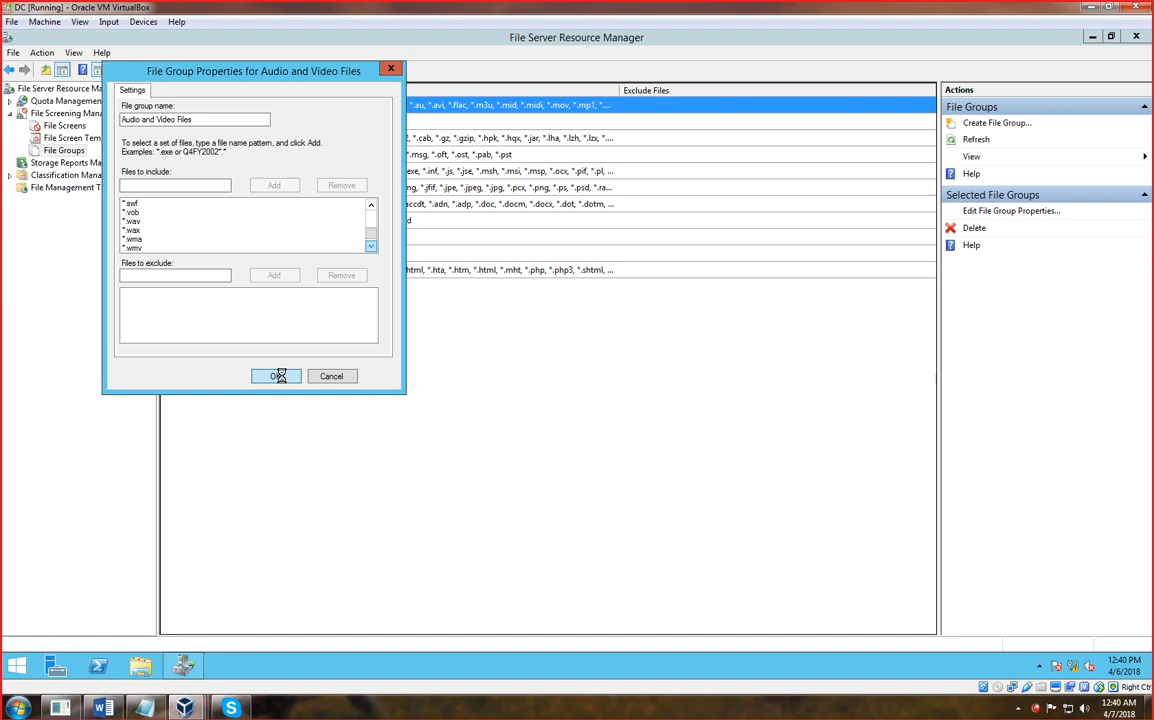 DC [Running] - Oracle VM VirtualBox
File Machine View Input Devices Help
File Server Resource Manager
File Action View Help
File Group Properties for Audio and Video Files
File Server Resource M
Quota Managemen
File Screening Mana
File Screens
File Screen Tem
File Groups
Storage Reports Ma
Classification Mana
File Management T
Settings
File group name:
Audio and Video Files
To select a set of files, type a file name pattern, and click Add.
Examples: *.exe or Q4FY2002*.*
Files to include:
Add Remove
*.swf
*.vob
*.wav
*.wax
*.wma
*.wmv
Files to exclude:
Add Remove
Cancel
Exclude Files
*.au, *.avi, *.flac, *.m3u, *.mid, *.midi, *.mov, *.mp1, *....
2, *.cab, *.gz, *.gzip, *.hpk, *.hqx, *.jar, *.lha, *.lzh, *.lzx, *....
*.msg, *.oft, *.ost, *.pab, *.pst
exe, *.inf, *.js, *.jse, *.msh, *.msi, *.msp, *.ocx, *.pif, *.pl, ...
mg, *.jfif, *.jpe, *.jpeg, *.jpg, *.pcx, *.png, *.ps, *.psd, *.ra...
accdt, *.adn, *.adp, *.doc, *.docm, *.docx, *.dot, *.dotm, ...
d
html, *.hta, *.htm, *.html, *.mht, *.php, *.php3, *.shtml, ...
Actions
File Groups
Create File Group...
Refresh
View
Help
Selected File Groups
Edit File Group Properties...
Delete
Help
12:40 PM
4/6/2018
Right Ctr
12:40 AM
4/7/2018